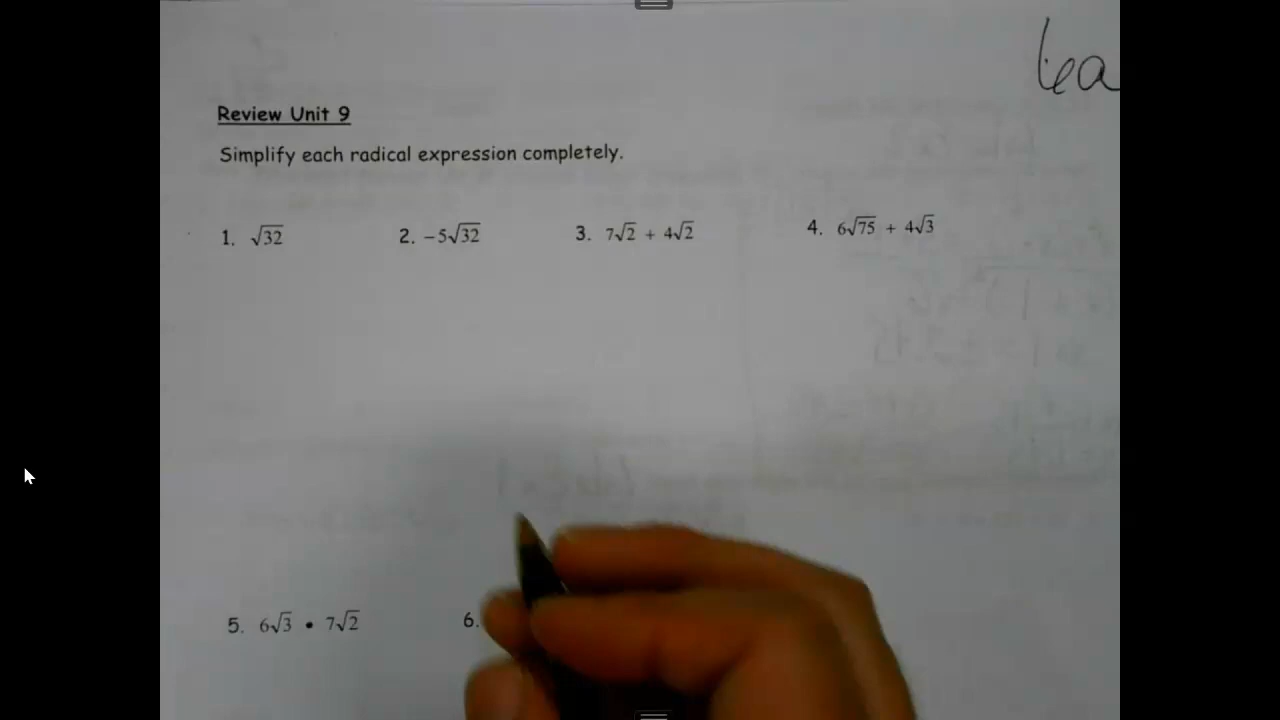 6a
Review Unit 9
Simplify each radical expression completely.
1. √32 2. −5√32 3. 7√2 + 4√2 4. 6√75 + 4√3
5. 6√3 • 7√2 6.